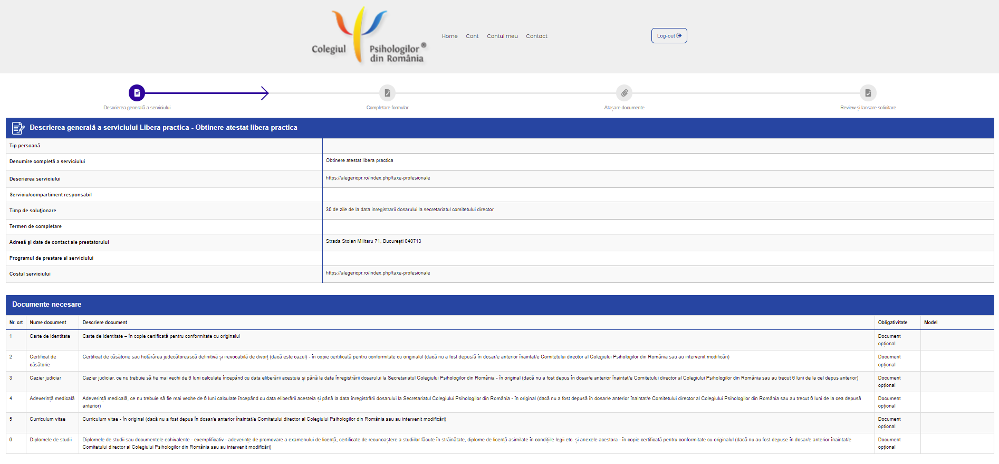 Colegiul Psihologilor®
din România
Home Cont Contul meu Contact
Log-out
Descrierea generală a serviciului
Completare formular
Atașare documente
Review și lansare solicitare
Descrierea generală a serviciului Libera practica - Obtinere atestat libera practica
Tip persoană
Denumire completă a serviciului Obtinere atestat libera practica
Descrierea serviciului https://alegericpr.ro/index.php/taxe-profesionale
Serviciu/compartiment responsabil
Timp de soluţionare 30 de zile de la data inregistrarii dosarului la secretariatul comitetului director
Termen de completare
Adresă şi date de contact ale prestatorului Strada Stoian Militaru 71, București 040713
Programul de prestare al serviciului
Costul serviciului https://alegericpr.ro/index.php/taxe-profesionale
Documente necesare
Nr. crt Nume document Descriere document Obligativitate Model
1 Carte de identitate Carte de identitate – în copie certificată pentru conformitate cu originalul Document
opțional
2 Certificat de
căsătorie Certificat de căsătorie sau hotărârea judecătorească definitivă și irevocabilă de divorț (dacă este cazul) - în copie certificată pentru conformitate cu originalul (dacă nu a fost depus/ă în dosar/e anterior înaintat/e Comitetului director al Colegiului Psihologilor din România sau au intervenit modificări) Document
opțional
3 Cazier judiciar Cazier judiciar, ce nu trebuie să fie mai vechi de 6 luni calculate începând cu data eliberării acestuia și până la data înregistrării dosarului la Secretariatul Colegiului Psihologilor din România - în original (dacă nu a fost depus în dosar/e anterior înaintat/e Comitetului director al Colegiului Psihologilor din România sau au trecut 6 luni de la cel depus anterior) Document
opțional
4 Adeverință medicală Adeverință medicală, ce nu trebuie să fie mai veche de 6 luni calculate începând cu data eliberării acesteia și până la data înregistrării dosarului la Secretariatul Colegiului Psihologilor din România - în original (dacă nu a fost depusă în dosar/e anterior înaintat/e Comitetului director al Colegiului Psihologilor din România sau au trecut 6 luni de la cea depusă
anterior) Document
opțional
5 Curriculum vitae Curriculum vitae - în original (dacă nu a fost depus în dosar/e anterior înaintat/e Comitetului director al Colegiului Psihologilor din România sau au intervenit modificări) Document
opțional
6 Diplomele de studii Diplomele de studii sau documentele echivalente - exemplificativ - adeverințe de promovare a examenului de licență, certificate de recunoaștere a studiilor făcute în străinătate, diplome de licență asimilate în condițiile legii etc. și anexele acestora - în copie certificată pentru conformitate cu originalul (dacă nu au fost depuse în dosar/e anterior înaintat/e
Comitetului director al Colegiului Psihologilor din România sau au intervenit modificări) Document
opțional